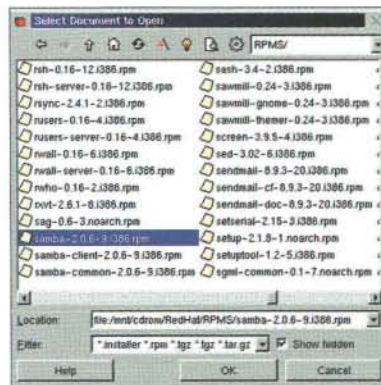 Select Document to Open
RPMS/
rsh-0.16-12.i386.rpm
rsh-server-0.16-12.i386.rpm
rsync-2.4.1-2.i386.rpm
rusers-0.16-4.i386.rpm
rusers-server-0.16-4.i386.rpm
rwall-0.16-6.i386.rpm
rwall-server-0.16-6.i386.rpm
rwho-0.16-2.i386.rpm
rxvt-2.6.1-8.i386.rpm
sag-0.6-3.noarch.rpm
samba-2.0.6-9.i386.rpm
samba-client-2.0.6-9.i386.rpm
samba-common-2.0.6-9.i386.rpm
sash-3.4-2.i386.rpm
sawmill-0.24-3.i386.rpm
sawmill-gnome-0.24-3.i386.rpm
sawmill-themer-0.24-3.i386.rpm
screen-3.9.5-4.i386.rpm
sed-3.02-6.i386.rpm
sendmail-8.9.3-20.i386.rpm
sendmail-cf-8.9.3-20.i386.rpm
sendmail-doc-8.9.3-20.i386.rpm
setserial-2.15-3.i386.rpm
setup-2.1.8-1.noarch.rpm
setuptool-1.2-5.i386.rpm
sgml-common-0.1-7.noarch.rpm
Location: file:/mnt/cdrom/RedHat/RPMS/samba-2.0.6-9.i386.rpm
Filter: *.installer *.rpm *.tgz *.tgz *.tar.gz Show hidden
Help OK Cancel